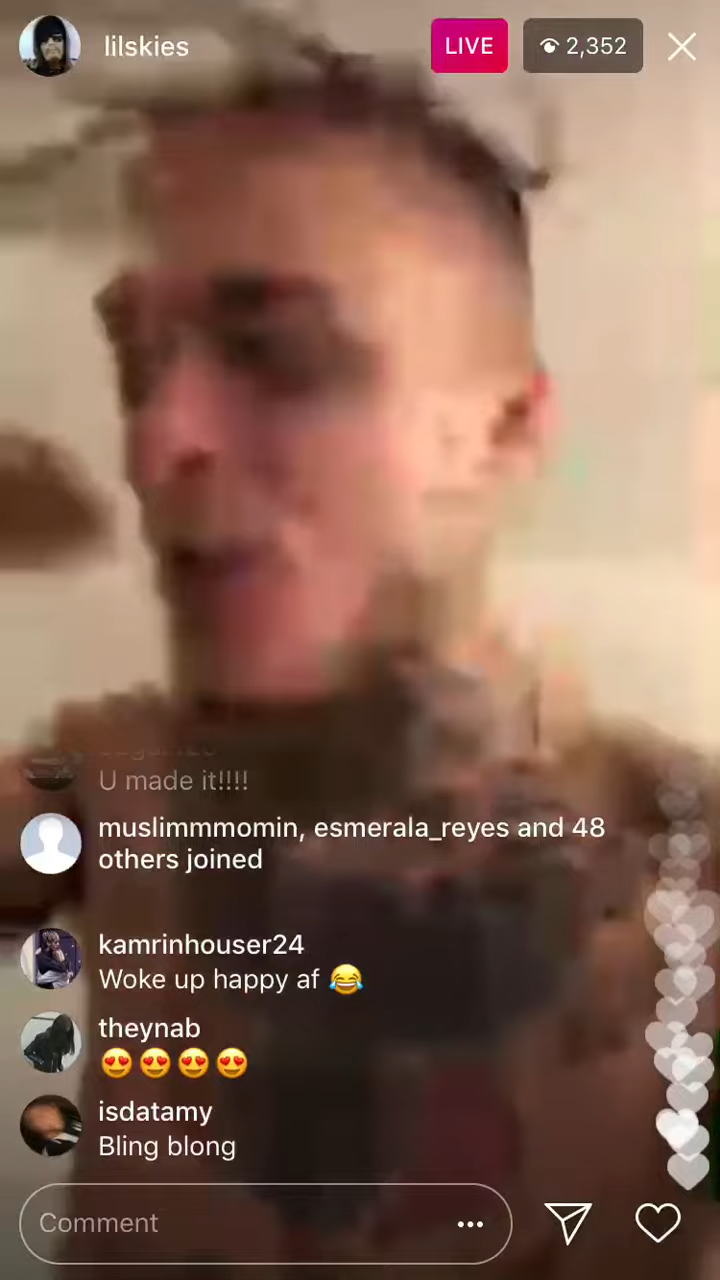 lilskies
LIVE
2,352
U made it!!!!
muslimmmomin, esmerala_reyes and 48
others joined
kamrinhouser24
Woke up happy af 😂
theynab
😍😍😍😍
isdatamy
Bling blong
Comment